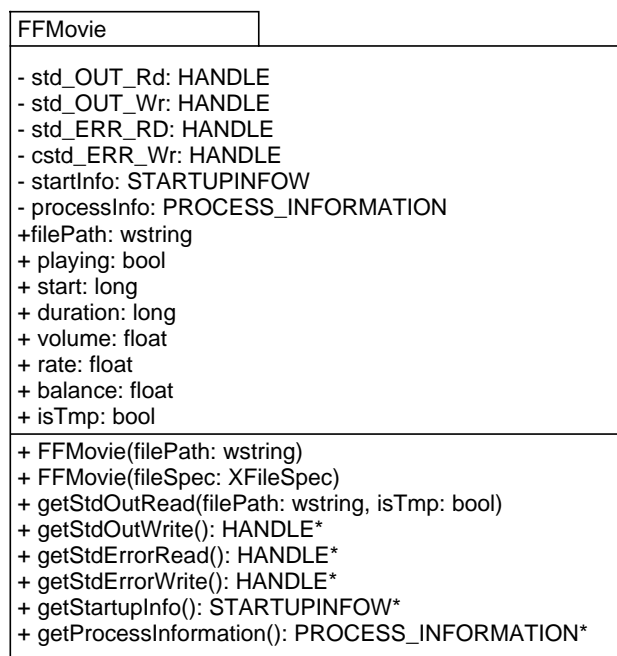 FFMovie
- std_OUT_Rd: HANDLE
- std_OUT_Wr: HANDLE
- std_ERR_RD: HANDLE
- cstd_ERR_Wr: HANDLE
- startInfo: STARTUPINFOW
- processInfo: PROCESS_INFORMATION
+filePath: wstring
+ playing: bool
+ start: long
+ duration: long
+ volume: float
+ rate: float
+ balance: float
+ isTmp: bool
+ FFMovie(filePath: wstring)
+ FFMovie(fileSpec: XFileSpec)
+ getStdOutRead(filePath: wstring, isTmp: bool)
+ getStdOutWrite(): HANDLE*
+ getStdErrorRead(): HANDLE*
+ getStdErrorWrite(): HANDLE*
+ getStartupInfo(): STARTUPINFOW*
+ getProcessInformation(): PROCESS_INFORMATION*